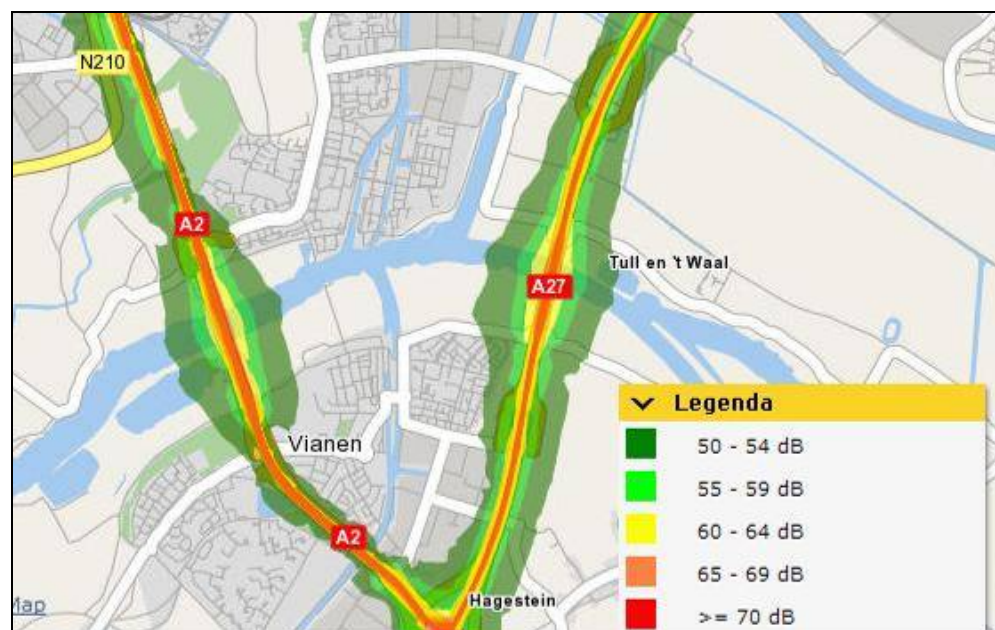 N210
A2
Tull en 't Waal
A27
Legenda
Vianen
50 - 54 dB
55 - 59 dB
60 - 64 dB
A2
65 - 69 dB
Hagestein
>= 70 dB
Map